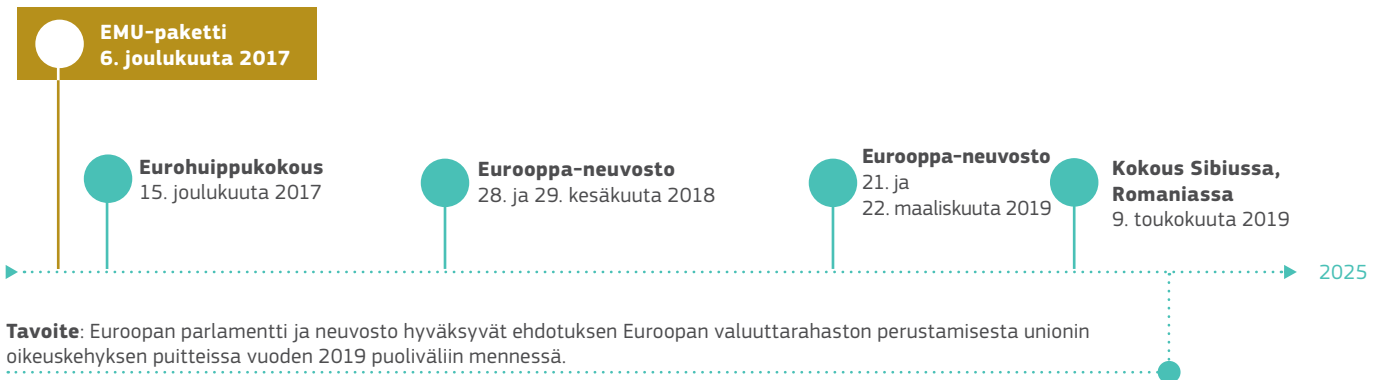 EMU-paketti
6. joulukuuta 2017
Eurohuippukokous
15. joulukuuta 2017
Eurooppa-neuvosto
28. ja 29. kesäkuuta 2018
Eurooppa-neuvosto
21. ja
22. maaliskuuta 2019
Kokous Sibiussa,
Romaniassa
9. toukokuuta 2019
2025
Tavoite: Euroopan parlamentti ja neuvosto hyväksyvät ehdotuksen Euroopan valuuttarahaston perustamisesta unionin
oikeuskehyksen puitteissa vuoden 2019 puoliväliin mennessä.